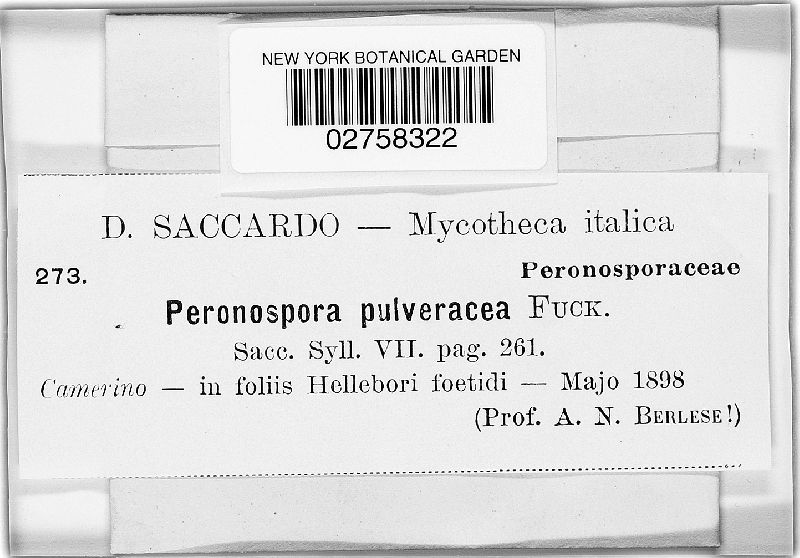 NEW YORK BOTANICAL GARDEN
02758322
D. SACCARDO — Mycotheca italica
273.
Peronosporaceae
Peronospora pulveracea FUCK.
Sacc. Syll. VII. pag. 261.
Camerino — in foliis Hellebori foetidi — Majo 1898
(Prof. A. N. BERLESE!)